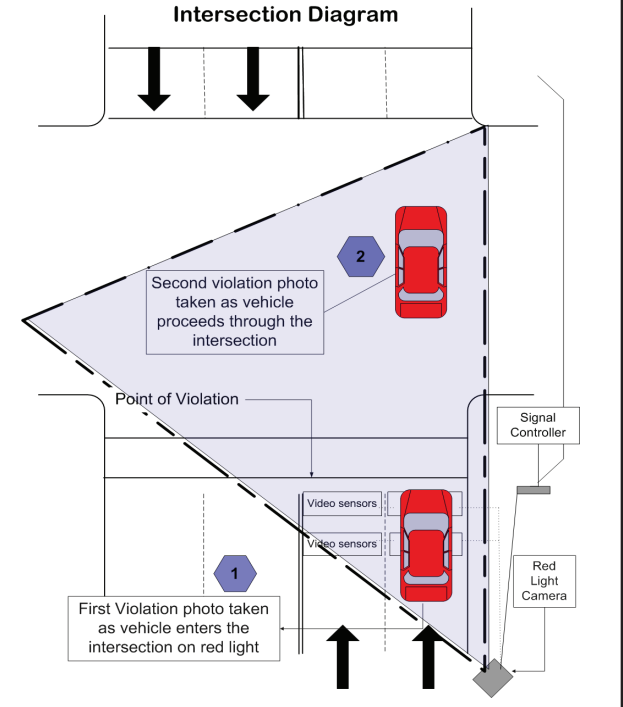 Intersection Diagram
2
Second violation photo
taken as vehicle
proceeds through the
intersection
Point of Violation
Signal
Controller
Video sensors
Video sensors
1
Red
Light
Camera
First Violation photo taken
as vehicle enters the
intersection on red light